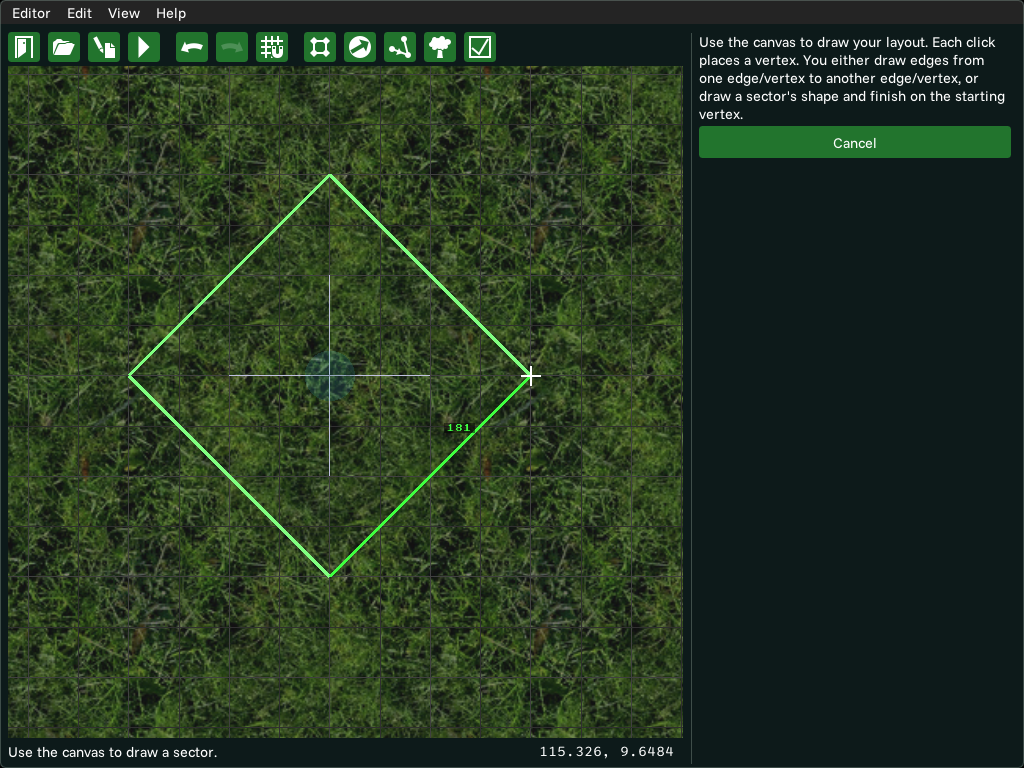 Editor Edit View Help
Use the canvas to draw your layout. Each click
places a vertex. You either draw edges from
one edge/vertex to another edge/vertex, or
draw a sector's shape and finish on the starting
vertex.
Cancel
181
Use the canvas to draw a sector.
115.326, 9.6484